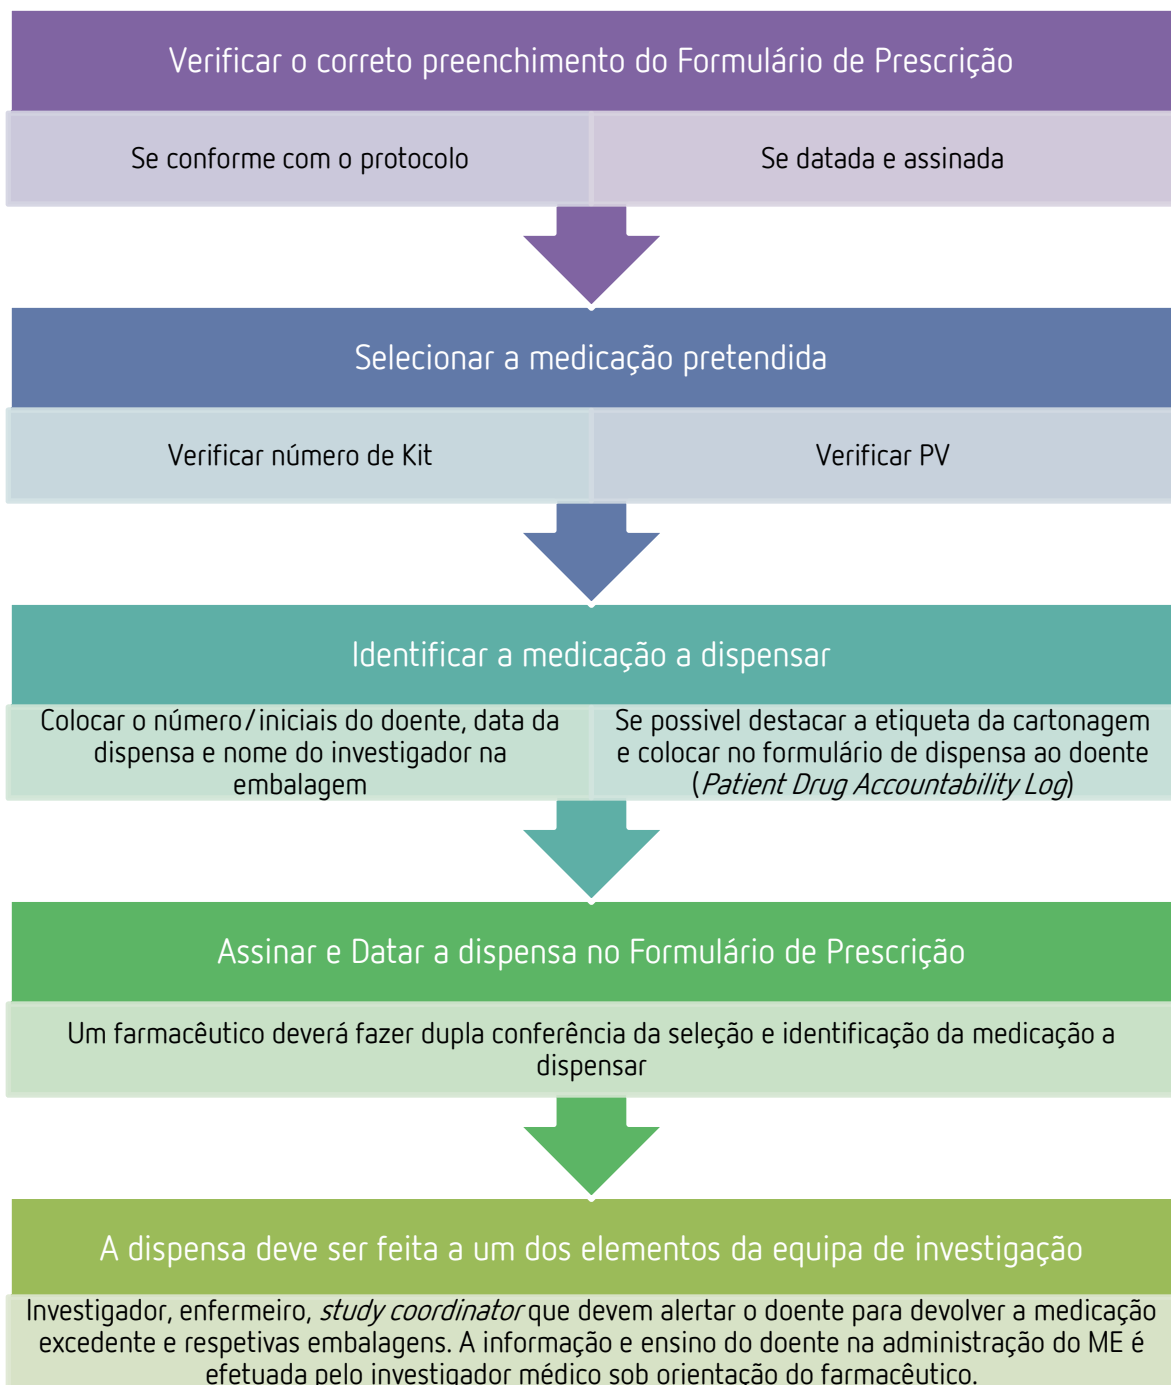 Verificar o correto preenchimento do Formulário de Prescrição
Se conforme com o protocolo
Se datada e assinada
Selecionar a medicação pretendida
Verificar número de Kit
Verificar PV
Identificar a medicação a dispensar
Colocar o número/iniciais do doente, data da
dispensa e nome do investigador na
embalagem
Se possivel destacar a etiqueta da cartonagem
e colocar no formulário de dispensa ao doente
(Patient Drug Accountability Log)
Assinar e Datar a dispensa no Formulário de Prescrição
Um farmacêutico deverá fazer dupla conferência da seleção e identificação da medicação a
dispensar
A dispensa deve ser feita a um dos elementos da equipa de investigação
Investigador, enfermeiro, study coordinator que devem alertar o doente para devolver a medicação
excedente e respetivas embalagens. A informação e ensino do doente na administração do ME é
efetuada pelo investigador médico sob orientação do farmacêutico.